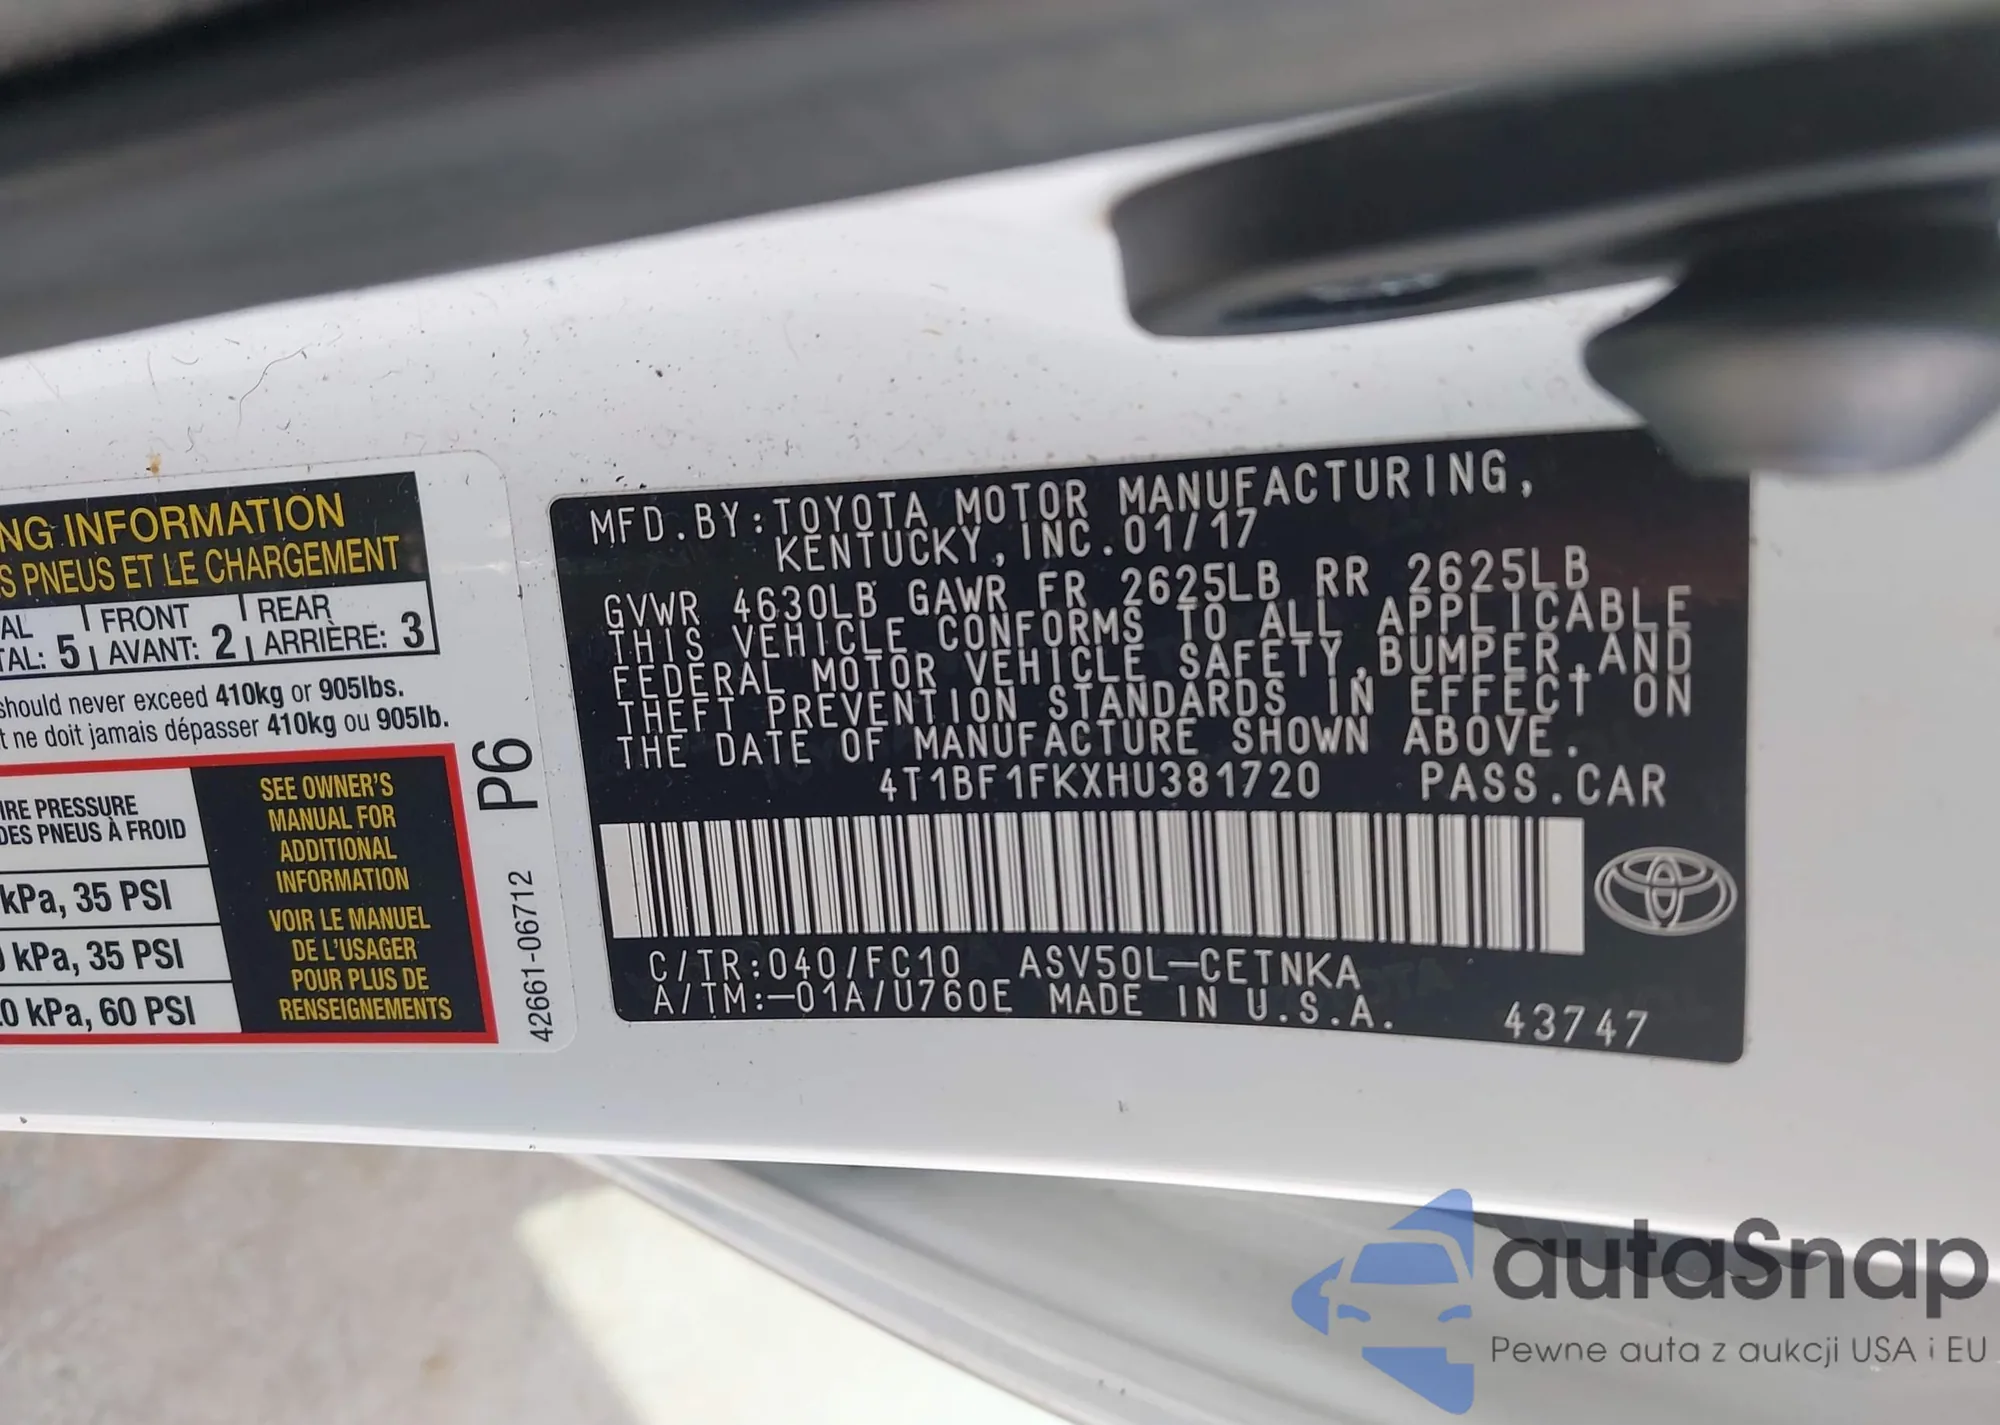 NG INFORMATION
S PNEUS ET LE CHARGEMENT
AL FRONT REAR
TAL: 5 AVANT: 2 ARRIÈRE: 3
should never exceed 410kg or 905lbs.
t ne doit jamais dépasser 410kg ou 905lb.
IRE PRESSURE
DES PNEUS À FROID
kPa, 35 PSI
0 kPa, 35 PSI
0 kPa, 60 PSI
SEE OWNER'S
MANUAL FOR
ADDITIONAL
INFORMATION
VOIR LE MANUEL
DE L'USAGER
POUR PLUS DE
RENSEIGNEMENTS
P6
42661-06712
MFD.BY:TOYOTA MOTOR MANUFACTURING,
KENTUCKY,INC.01/17
GVWR 4630LB GAWR FR 2625LB RR 2625LB
THIS VEHICLE CONFORMS TO ALL APPLICABLE
FEDERAL MOTOR VEHICLE SAFETY,BUMPER,AND
THEFT PREVENTION STANDARDS IN EFFECT ON
THE DATE OF MANUFACTURE SHOWN ABOVE.
4T1BF1FKXHU381720 PASS.CAR
C/TR:040/FC10 ASV50L-CETNKA
A/TM:-01A/U760E MADE IN U.S.A.
43747
autaSnap
Pewne auta z aukcji USA i EU